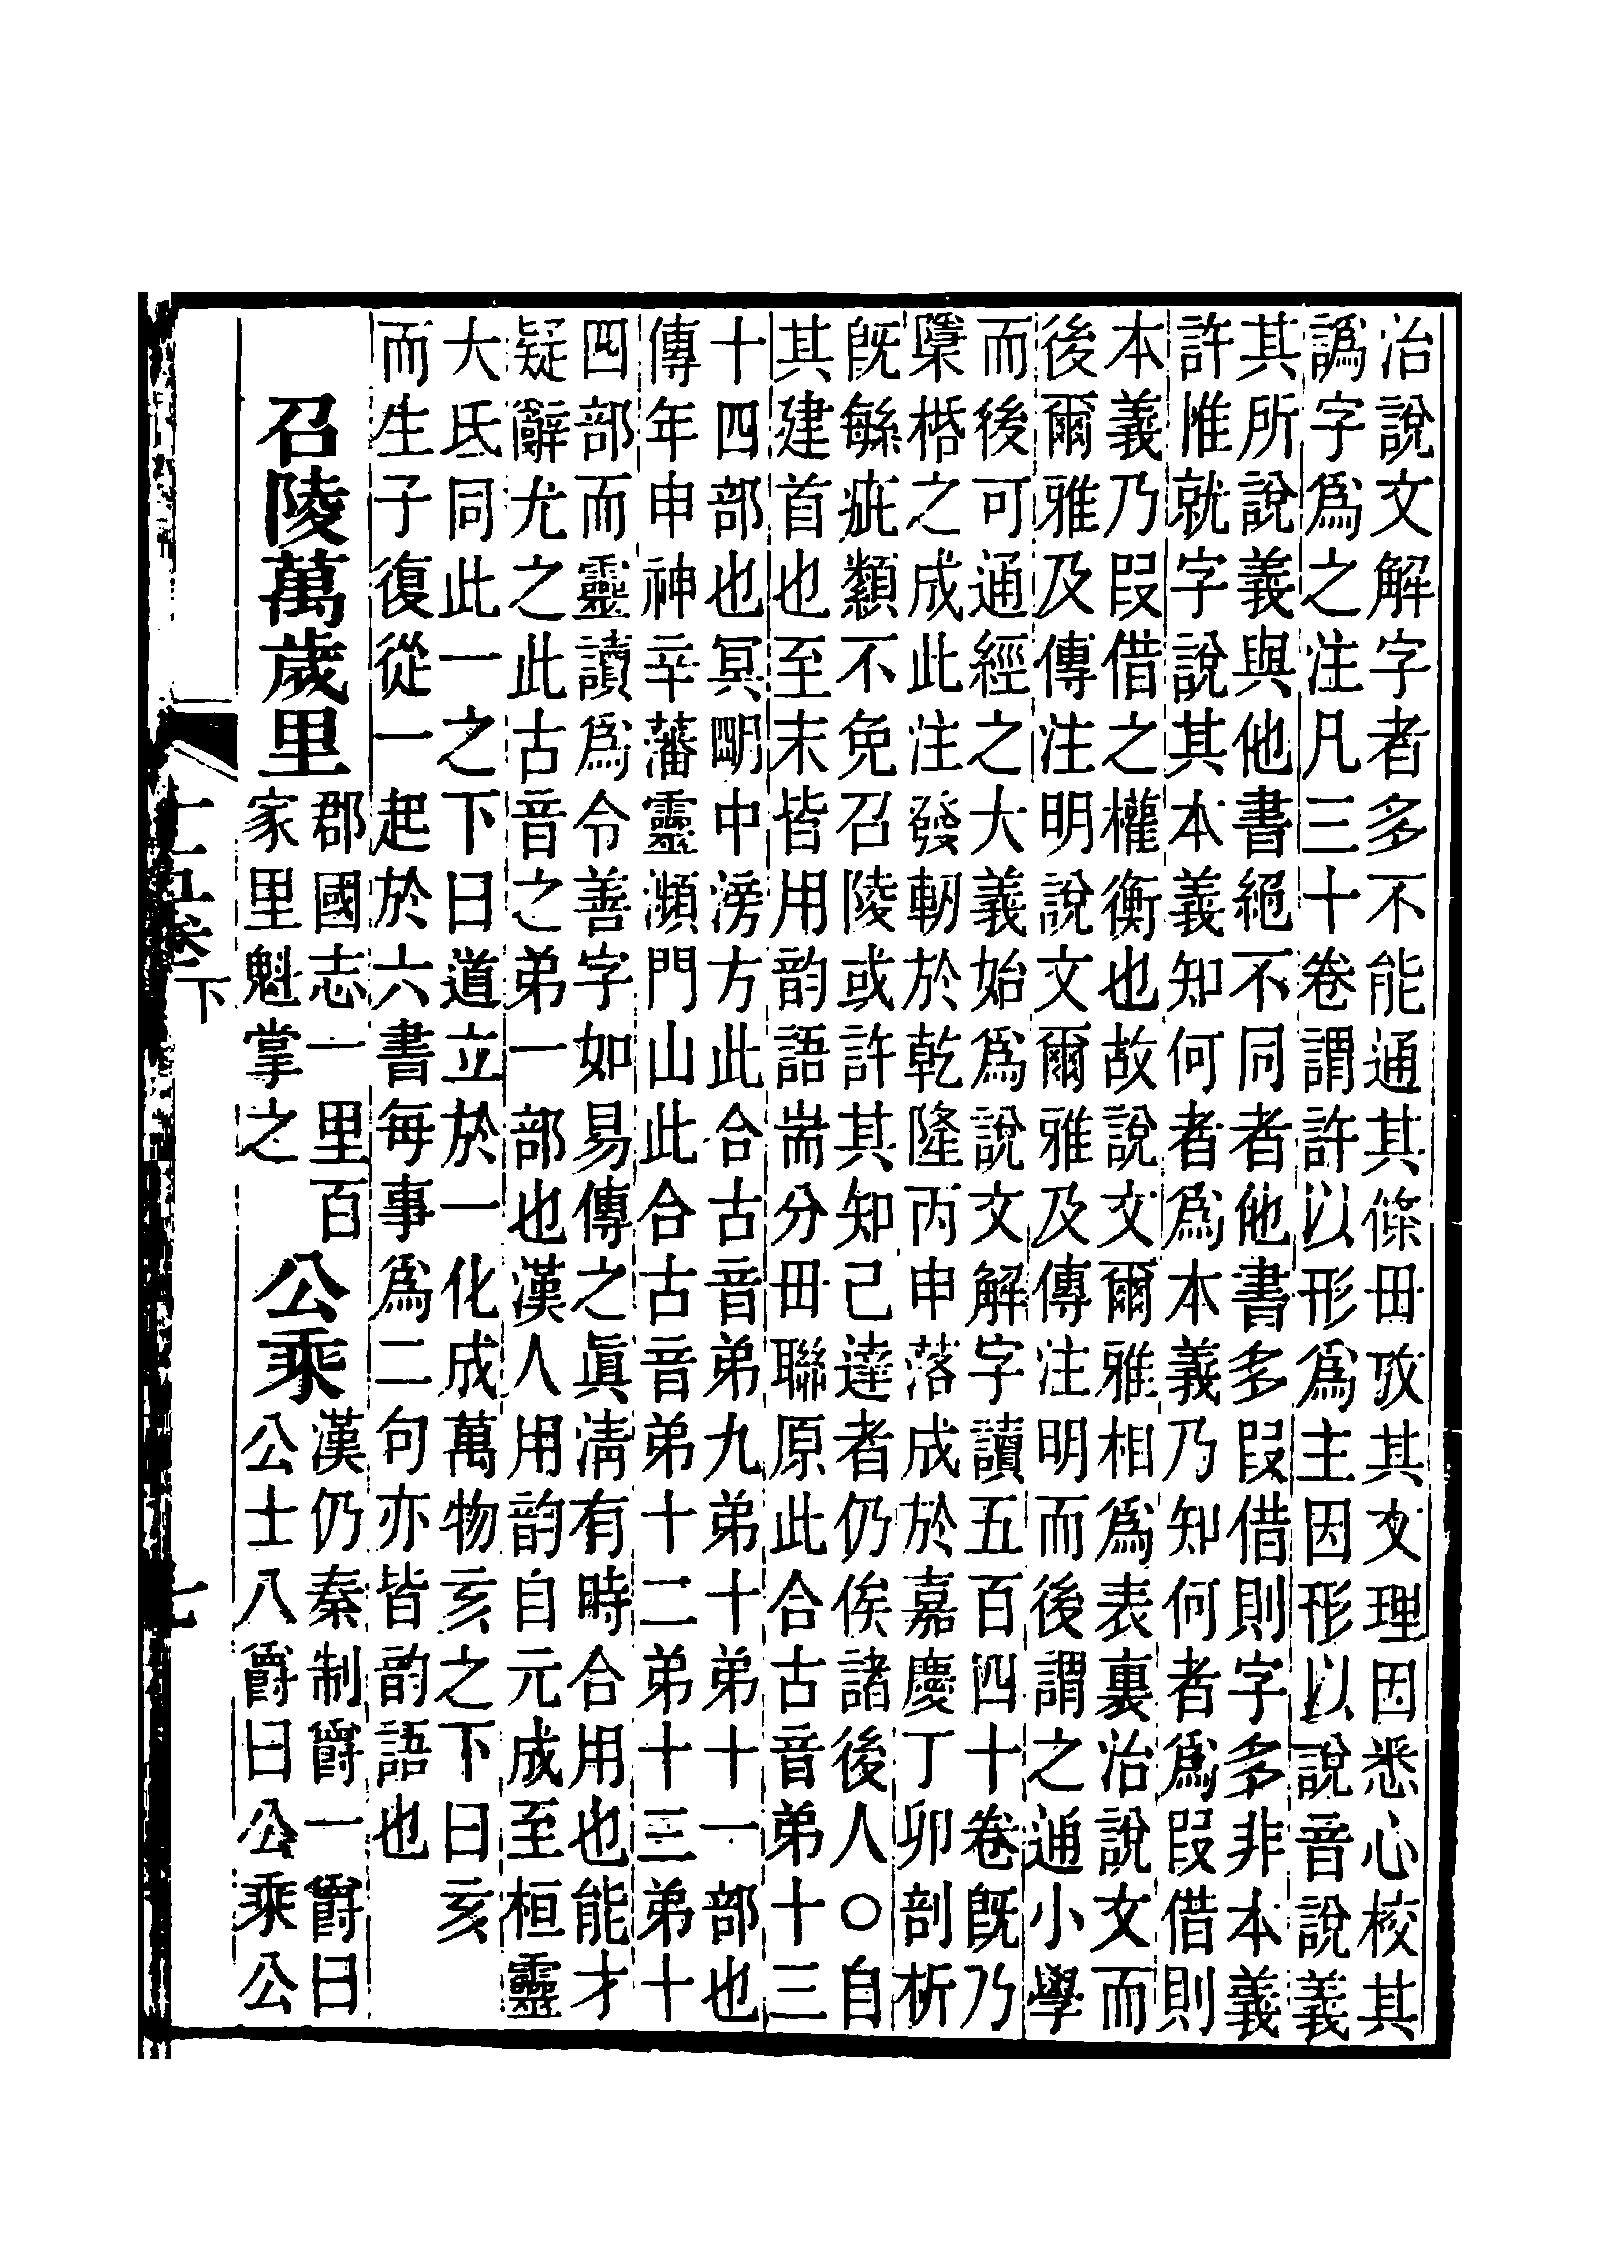 治說文解字者多不能通其條毌攷其文理因悉心校其
譌字爲之注凡三十卷謂許以形爲主因形以說音說義
其所說義與他書絕不同者他書多叚借則字多非本義
許惟就字說其本義知何者爲本義乃知何者爲叚借則
本義乃叚借之權衡也故說文爾雅相爲表裏治說文而
後爾雅及傳注明說文爾雅及傳注明而後謂之通小學
而後可通經之大義始爲說文解字讀五百四十卷旣乃
檃桰之成此注發軔於乾隆丙申落成於嘉慶丁卯剖析
旣緐疵纇不免召陵或許其知己達者仍俟諸後人○自
其建首也至末皆用韵語耑分毌聯原此合古音弟十三
十四部也冥朙中滂方此合古音弟九弟十弟十一部也
傳年申神辛藩靈瀕門山此合古音弟十二弟十三弟十
四部而靈讀爲令善字如易傳之眞淸有時合用也能才
疑辭尤之此古音之弟一部也漢人用韵自元成至桓靈
大氐同此一之下曰道立於一化成萬物亥之下曰亥
而生子復從一起於六書每事爲二句亦皆韵語也
召陵萬歲里
郡國志一里百
家里魁掌之
公乘
漢仍秦制爵一爵曰
公士八爵曰公乘公
十五卷下
七